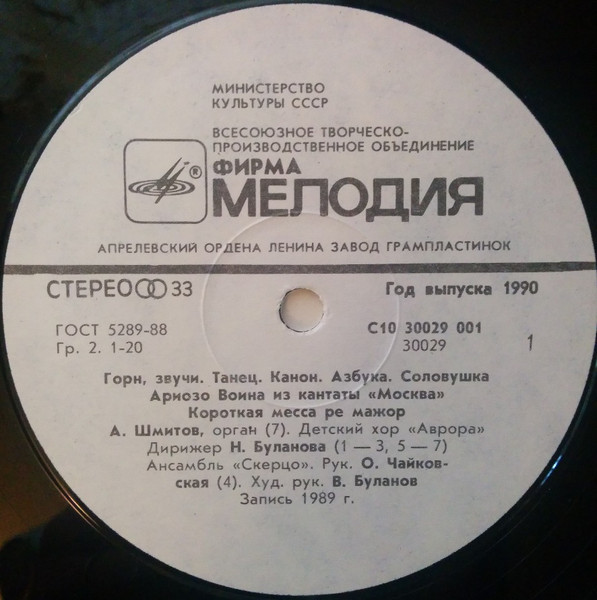 МИНИСТЕРСТВО
КУЛЬТУРЫ СССР
ВСЕСОЮЗНОЕ ТВОРЧЕСКО-
ПРОИЗВОДСТВЕННОЕ ОБЪЕДИНЕНИЕ
ФИРМА
® МЕЛОДИЯ
АПРЕЛЕВСКИЙ ОРДЕНА ЛЕНИНА ЗАВОД ГРАМПЛАСТИНОК
СТЕРЕО 33 Год выпуска 1990
ГОСТ 5289-88 С10 30029 001
Гр. 2. 1-20 30029 1
Горн, звучи. Танец. Канон. Азбука. Соловушка
Ариозо Воина из кантаты «Москва»
Короткая месса ре мажор
А. Шмитов, орган (7). Детский хор «Аврора»
Дирижер Н. Буланова (1 — 3, 5 — 7)
Ансамбль «Скерцо». Рук. О. Чайков-
ская (4). Худ. рук. В. Буланов
Запись 1989 г.